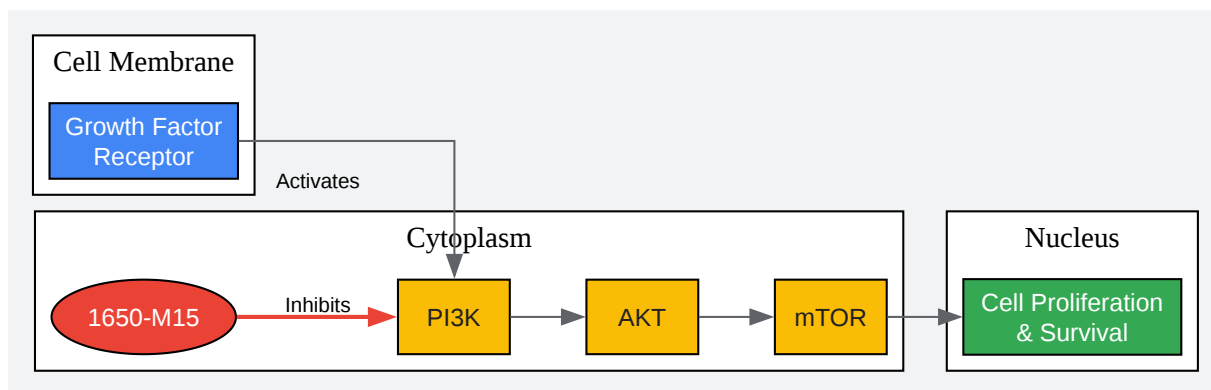 Cell Membrane
Growth Factor
Receptor
Activates
Cytoplasm
Nucleus
1650-M15
Inhibits
PI3K
AKT
mTOR
Cell Proliferation
& Survival